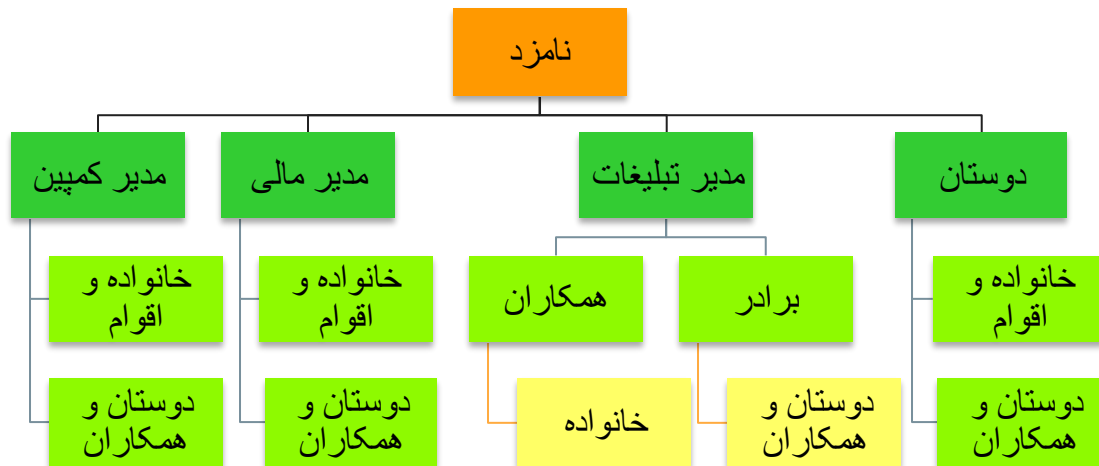 نامزد
دوستان
مدیر تبلیغات
مدیر مالی
مدیر کمپین
خانواده و
اقوام
برادر
همکاران
خانواده و
اقوام
خانواده و
اقوام
دوستان و
همکاران
دوستان و
همکاران
خانواده
دوستان و
همکاران
دوستان و
همکاران